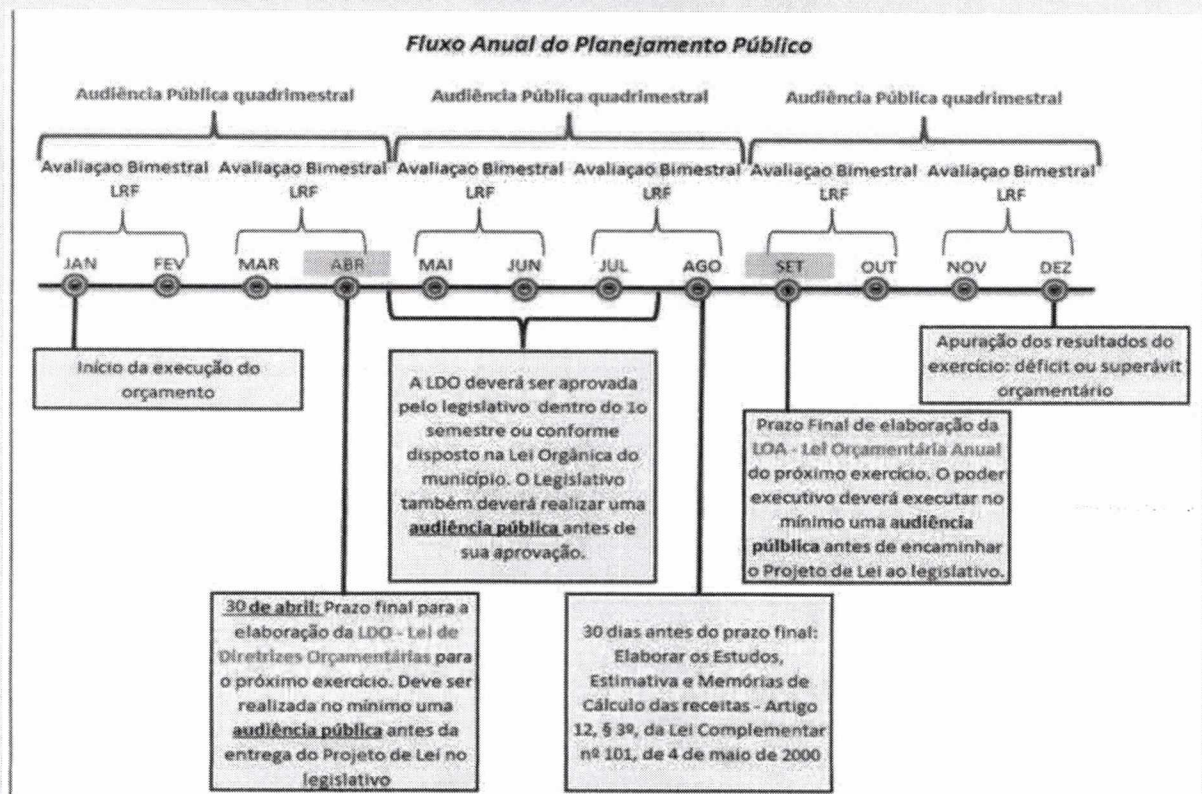 Fluxo Anual do Planejamento Público
Audiência Pública quadrimestral
Audiência Pública quadrimestral
Audiência Pública quadrimestral
Avaliaçao Bimestral
LRF
Avaliaçao Bimestral
LRF
Avaliaçao Bimestral
LRF
Avaliaçao Bimestral
LRF
Avaliaçao Bimestral
LRF
Avaliaçao Bimestral
LRF
JAN FEV MAR ABR MAI JUN JUL AGO SET OUT NOV DEZ
Início da execução do
orçamento
A LDO deverá ser aprovada
pelo legislativo dentro do 1o
semestre ou conforme
disposto na Lei Orgânica do
município. O Legislativo
também deverá realizar uma
audiência pública antes de
sua aprovação.
Apuração dos resultados do
exercício: déficit ou superávit
orçamentário
Prazo Final de elaboração da
LOA - Lei Orçamentária Anual
do próximo exercício. O poder
executivo deverá executar no
mínimo uma audiência
púlblica antes de encaminhar
o Projeto de Lei ao legislativo.
30 de abril: Prazo final para a
elaboração da LDO - Lei de
Diretrizes Orçamentárias para
o próximo exercício. Deve ser
realizada no mínimo uma
audiência pública antes da
entrega do Projeto de Lei no
legislativo
30 dias antes do prazo final:
Elaborar os Estudos,
Estimativa e Memórias de
Cálculo das receitas - Artigo
12, § 3º, da Lei Complementar
nº 101, de 4 de maio de 2000